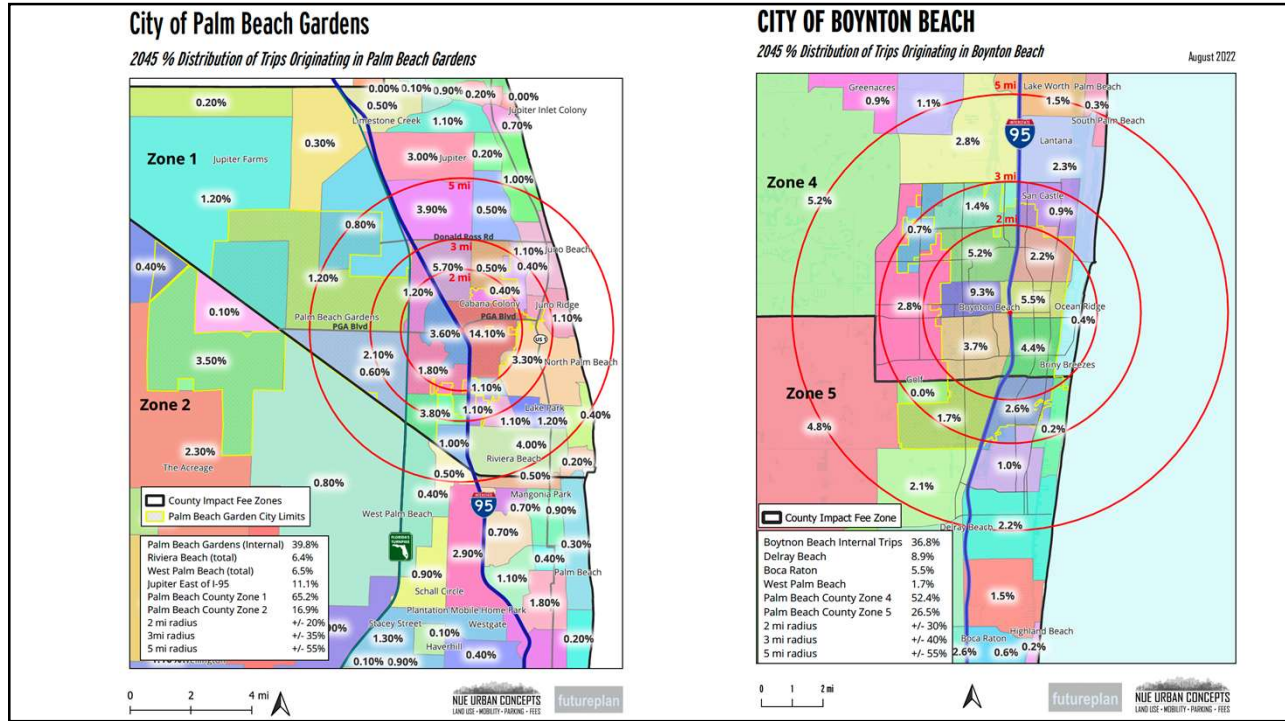 City of Palm Beach Gardens
2045 % Distribution of Trips Originating in Palm Beach Gardens
0.00%
0.10%
0.90%
0.20%
0.00%
0.20%
0.50%
Jupiter Inlet Colony
Limestone Creek
1.10%
0.70%
0.30%
Zone 1
Jupiter Farms
3.00%
Jupiter
0.20%
5 mi
1.00%
1.20%
3.90%
0.50%
0.80%
Donald Ross Rd
3 mi
1.10%
Juno Beach
0.40%
5.70%
0.50%
0.40%
1.20%
2 mi
1.20%
0.40%
0.10%
Cabana Colony
Juno Ridge
Palm Beach Gardens
PGA Blvd
PGA Blvd
1.10%
3.60%
14.10%
US 1
3.50%
2.10%
3.30%
North Palm Beach
0.60%
1.80%
1.10%
Zone 2
3.80%
1.10%
Lake Park
0.40%
1.10%
1.20%
1.00%
4.00%
2.30%
Riviera Beach
The Acreage
0.20%
0.50%
0.50%
0.80%
0.40%
Mangonia Park
County Impact Fee Zones
95
0.70%
0.90%
Palm Beach Garden City Limits
West Palm Beach
0.70%
Palm Beach Gardens (Internal) 39.8%
Riviera Beach (total) 6.4%
West Palm Beach (total) 6.5%
Jupiter East of I-95 11.1%
Palm Beach County Zone 1 65.2%
Palm Beach County Zone 2 16.9%
2 mi radius +/- 20%
3mi radius +/- 35%
5 mi radius +/- 55%
2.90%
0.30%
0.40%
0.90%
1.10%
Palm Beach
Schall Circle
1.80%
Plantation Mobile Home Park
Stacey Street
Westgate
1.30%
0.10%
0.20%
Haverhill
0.10%
0.90%
0.40%
0 2 4 mi
NUE URBAN CONCEPTS
LAND USE • MOBILITY • PARKING • FEES
futureplan
CITY OF BOYNTON BEACH
2045 % Distribution of Trips Originating in Boynton Beach
August 2022
Greenacres
5 mi
Lake Worth
Palm Beach
0.9%
1.1%
1.5%
0.3%
South Palm Beach
95
2.8%
Lantana
2.3%
Zone 4
3 mi
5.2%
San Castle
1.4%
0.9%
2 mi
0.7%
5.2%
2.2%
9.3%
5.5%
2.8%
Boynton Beach
Ocean Ridge
0.4%
3.7%
4.4%
Briny Breezes
Golf
0.0%
Zone 5
2.6%
4.8%
1.7%
0.2%
1.0%
2.1%
County Impact Fee Zone
Delray Beach
2.2%
Boytnton Beach Internal Trips 36.8%
Delray Beach 8.9%
Boca Raton 5.5%
West Palm Beach 1.7%
Palm Beach County Zone 4 52.4%
Palm Beach County Zone 5 26.5%
2 mi radius +/- 30%
3 mi radius +/- 40%
5 mi radius +/- 55%
1.5%
Highland Beach
Boca Raton
2.6%
0.6%
0.2%
0 1 2 mi
futureplan
NUE URBAN CONCEPTS
LAND USE • MOBILITY • PARKING • FEES